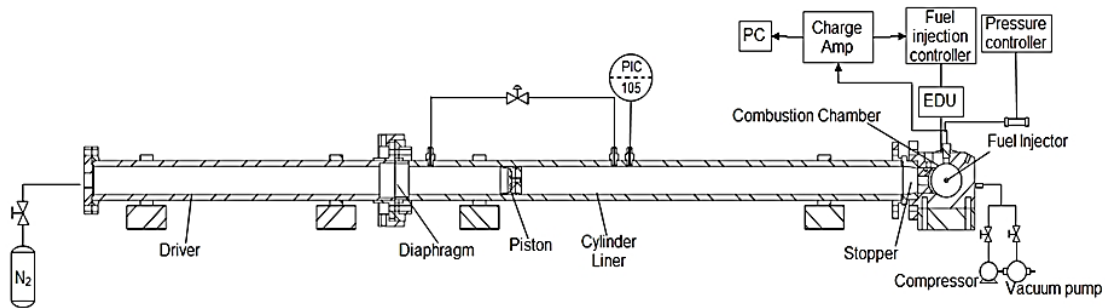 PC
Charge
Amp
Fuel
injection
controller
Pressure
controller
PIC
105
EDU
Combustion Chamber
Fuel Injector
Driver
Diaphragm
Piston
Cylinder
Liner
Stopper
N2
Compressor
Vacuum pump